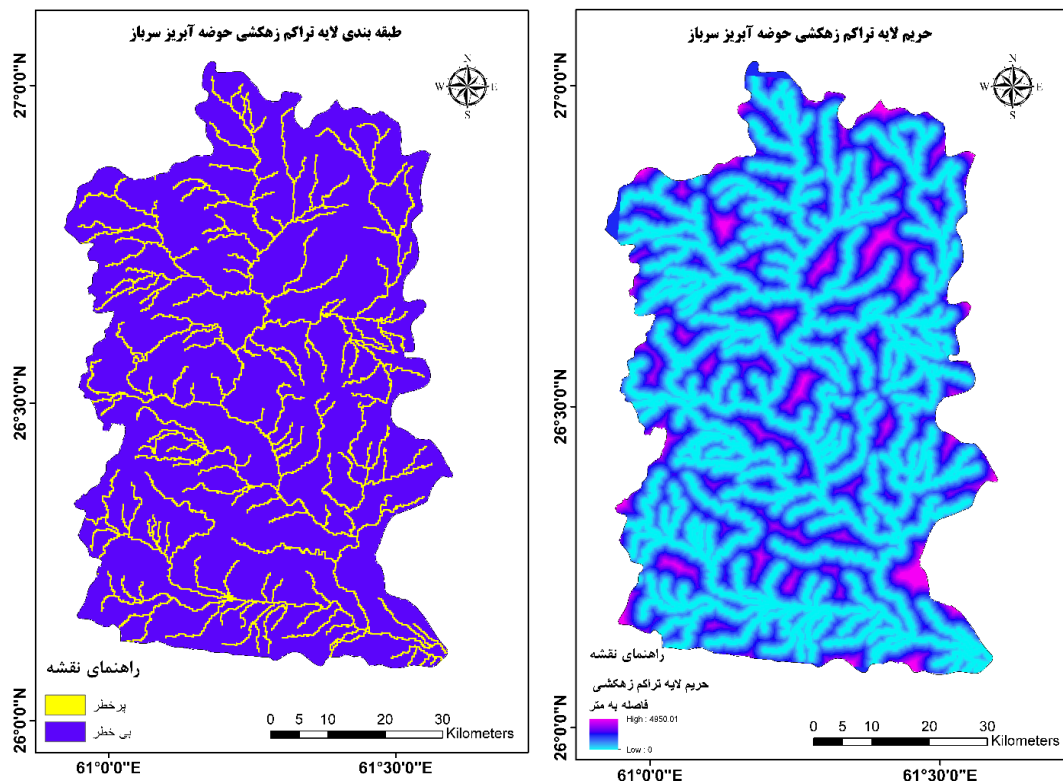 طبقه بندی لایه تراکم زهکشی حوضه آبریز سرباز
N
W E
S
27°0'0"N
26°30'0"N
26°0'0"N
راهنمای نقشه
پرخطر
بی خطر
0 5 10 20 30
Kilometers
61°0'0"E 61°30'0"E
حریم لایه تراکم زهکشی حوضه آبریز سرباز
N
W E
S
27°0'0"N
26°30'0"N
26°0'0"N
راهنمای نقشه
حریم لایه تراکم زهکشی
فاصله به متر
High : 4950.01
Low : 0
0 5 10 20 30
Kilometers
61°0'0"E 61°30'0"E